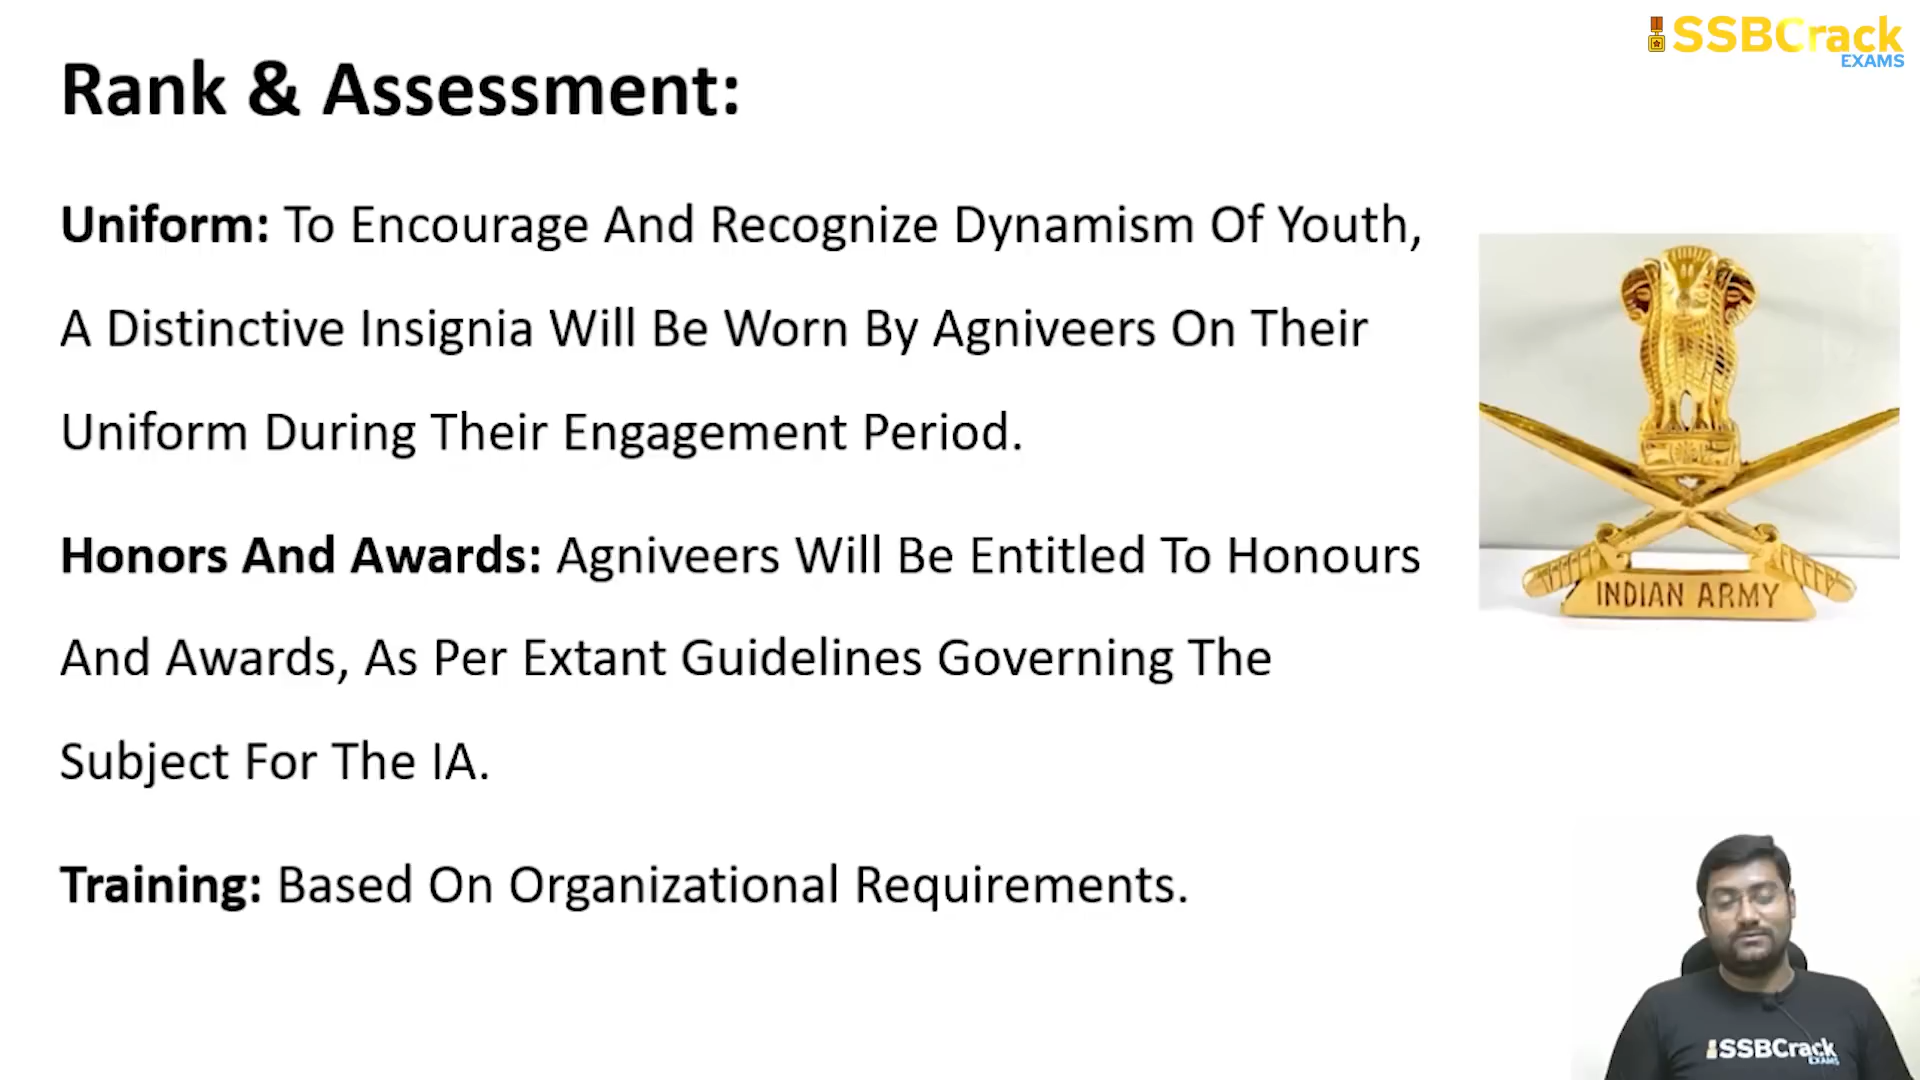 SSBCrack
EXAMS
Rank & Assessment:
Uniform: To Encourage And Recognize Dynamism Of Youth,
A Distinctive Insignia Will Be Worn By Agniveers On Their
Uniform During Their Engagement Period.
Honors And Awards: Agniveers Will Be Entitled To Honours
And Awards, As Per Extant Guidelines Governing The
Subject For The IA.
Training: Based On Organizational Requirements.
INDIAN ARMY
SSBCrack
EXAMS